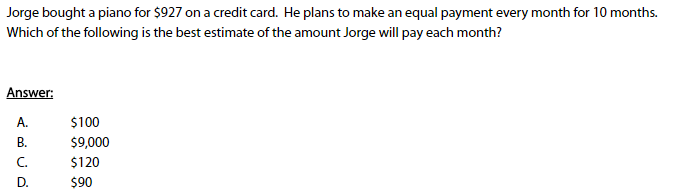 Jorge bought a piano for $927 on a credit card. He plans to make an equal payment every month for 10 months.
Which of the following is the best estimate of the amount Jorge will pay each month?
Answer:
A. $100
B. $9,000
C. $120
D. $90